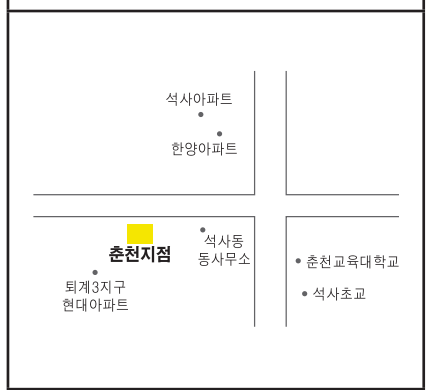 석사아파트
한양아파트
춘천지점
석사동
동사무소
퇴계3지구
현대아파트
춘천교육대학교
석사초교